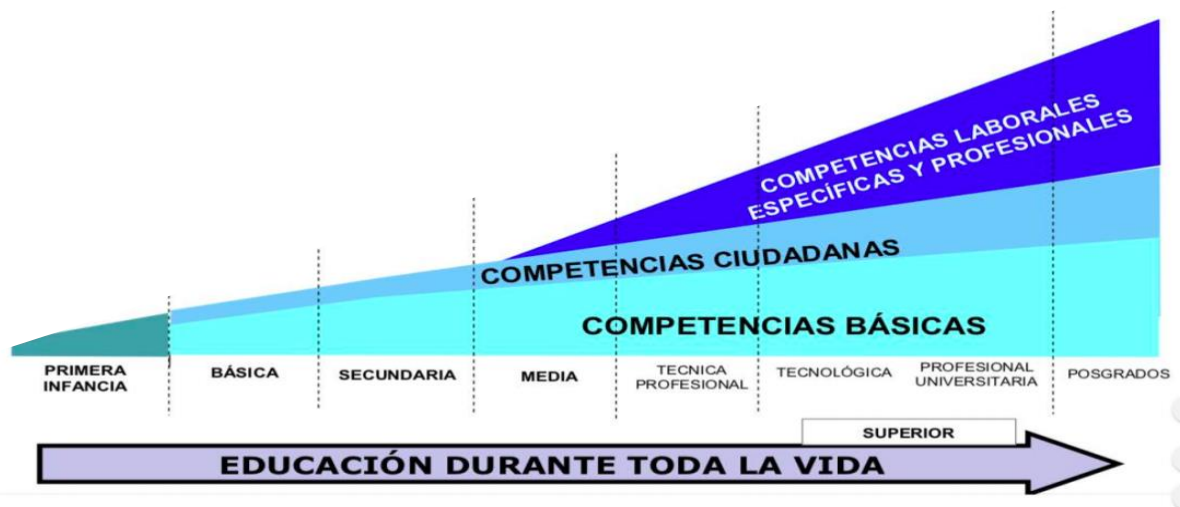 COMPETENCIAS LABORALES
ESPECÍFICAS Y PROFESIONALES
COMPETENCIAS CIUDADANAS
COMPETENCIAS BÁSICAS
PRIMERA
INFANCIA
BÁSICA
SECUNDARIA
MEDIA
TECNICA
PROFESIONAL
TECNOLÓGICA
PROFESIONAL
UNIVERSITARIA
POSGRADOS
SUPERIOR
EDUCACIÓN DURANTE TODA LA VIDA